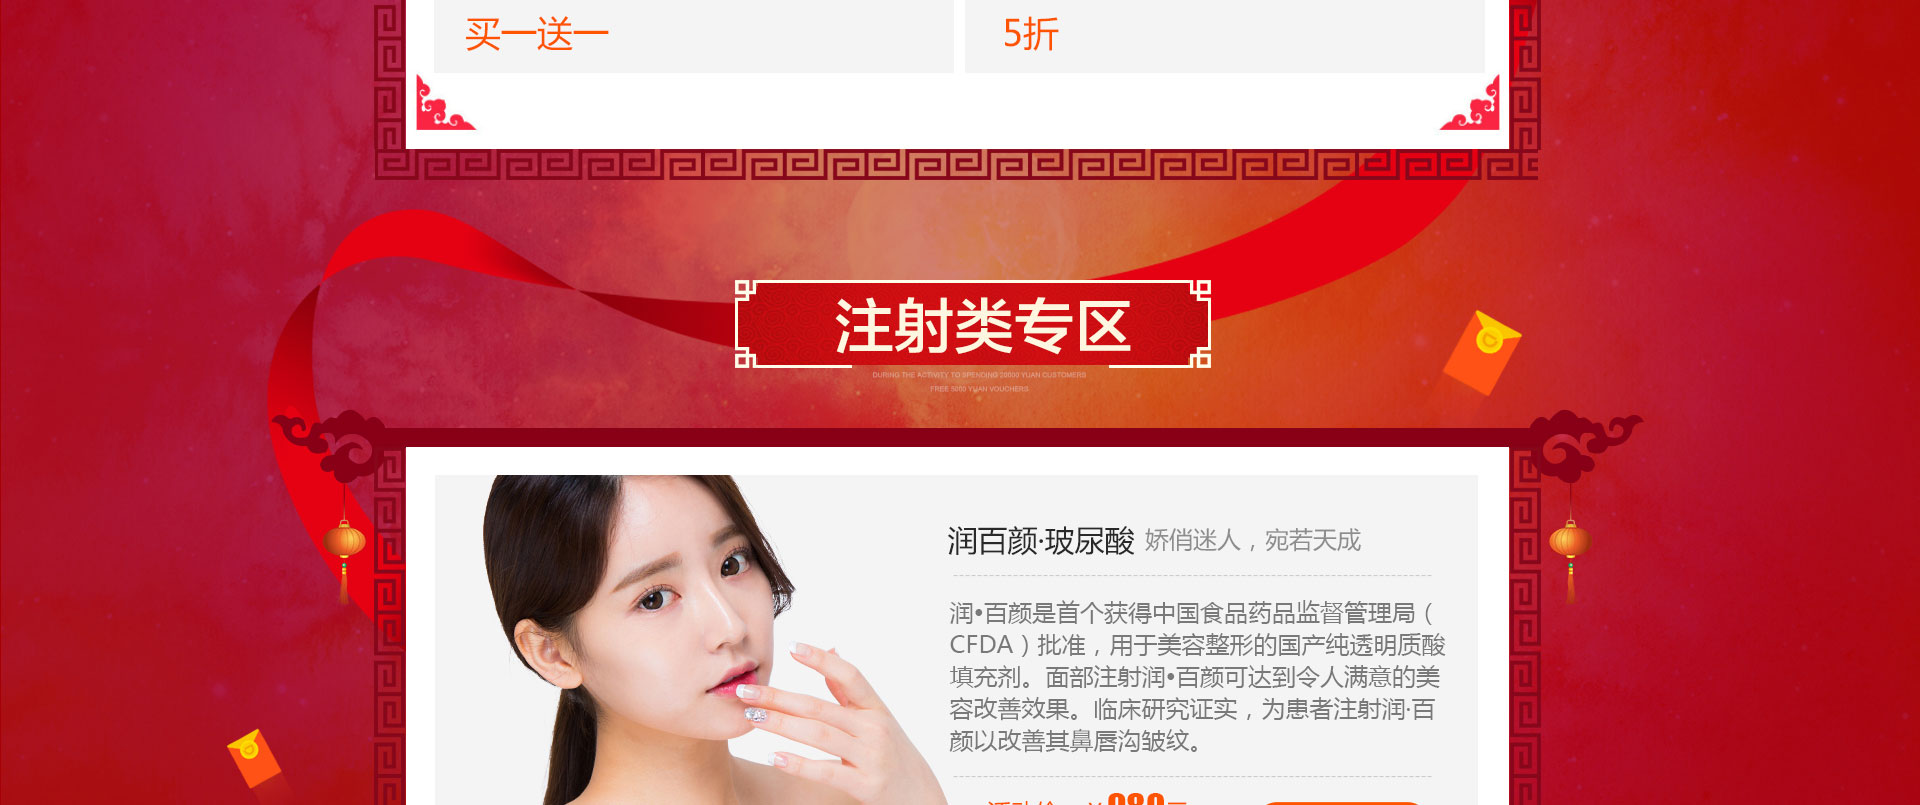 买一送一
5折
注射类专区
DURING THE ACTIVITY TO SPENDING 20000 YUAN CUSTOMERS
FREE 5000 YUAN VOUCHERS
润百颜·玻尿酸 娇俏迷人，宛若天成
润•百颜是首个获得中国食品药品监督管理局（
CFDA）批准，用于美容整形的国产纯透明质酸
填充剂。面部注射润•百颜可达到令人满意的美
容改善效果。临床研究证实，为患者注射润·百
颜以改善其鼻唇沟皱纹。